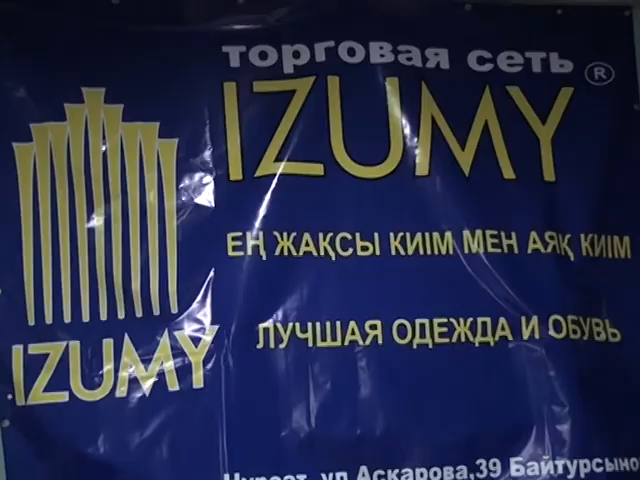 торговая сеть ®
IZUMY
ЕҢ ЖАҚСЫ КИІМ МЕН АЯҚ КИІМ
ЛУЧШАЯ ОДЕЖДА И ОБУВЬ
IZUMY
ул Аскарова,39